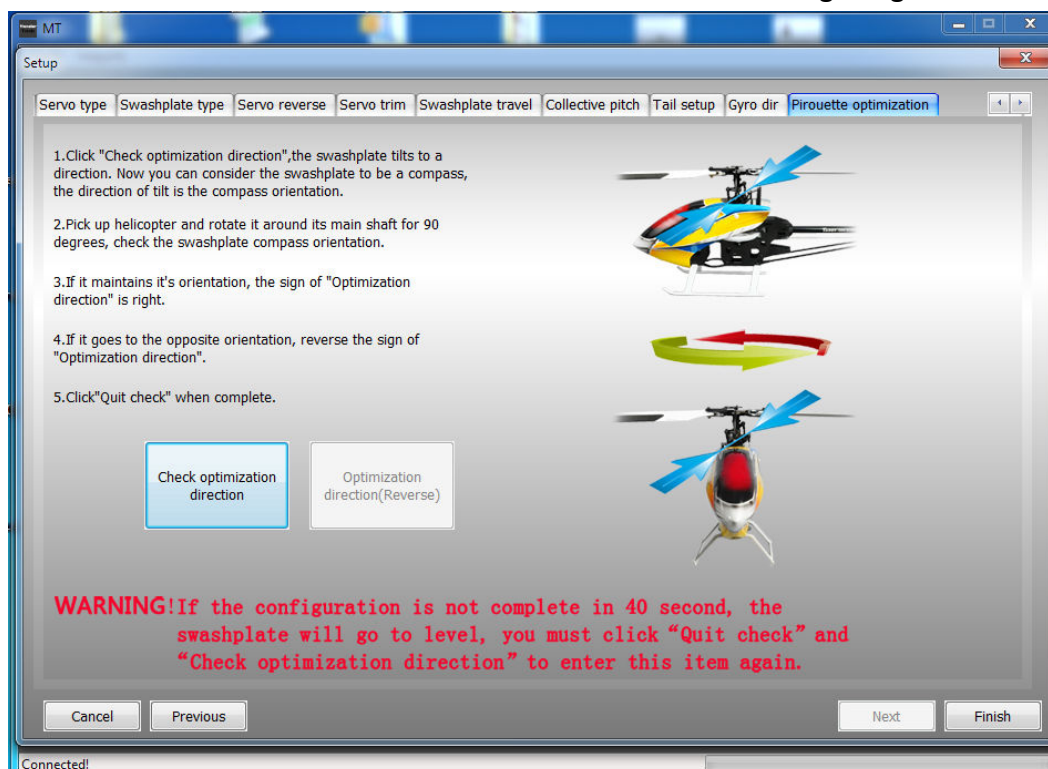 MT
Setup
Servo type Swashplate type Servo reverse Servo trim Swashplate travel Collective pitch Tail setup Gyro dir Pirouette optimization
1.Click "Check optimization direction",the swashplate tilts to a
direction. Now you can consider the swashplate to be a compass,
the direction of tilt is the compass orientation.
2.Pick up helicopter and rotate it around its main shaft for 90
degrees, check the swashplate compass orientation.
3.If it maintains it's orientation, the sign of "Optimization
direction" is right.
4.If it goes to the opposite orientation, reverse the sign of
"Optimization direction".
5.Click"Quit check" when complete.
Check optimization
direction
Optimization
direction(Reverse)
WARNING!If the configuration is not complete in 40 second, the
swashplate will go to level, you must click “Quit check” and
“Check optimization direction” to enter this item again.
Cancel Previous Next Finish
Connected!